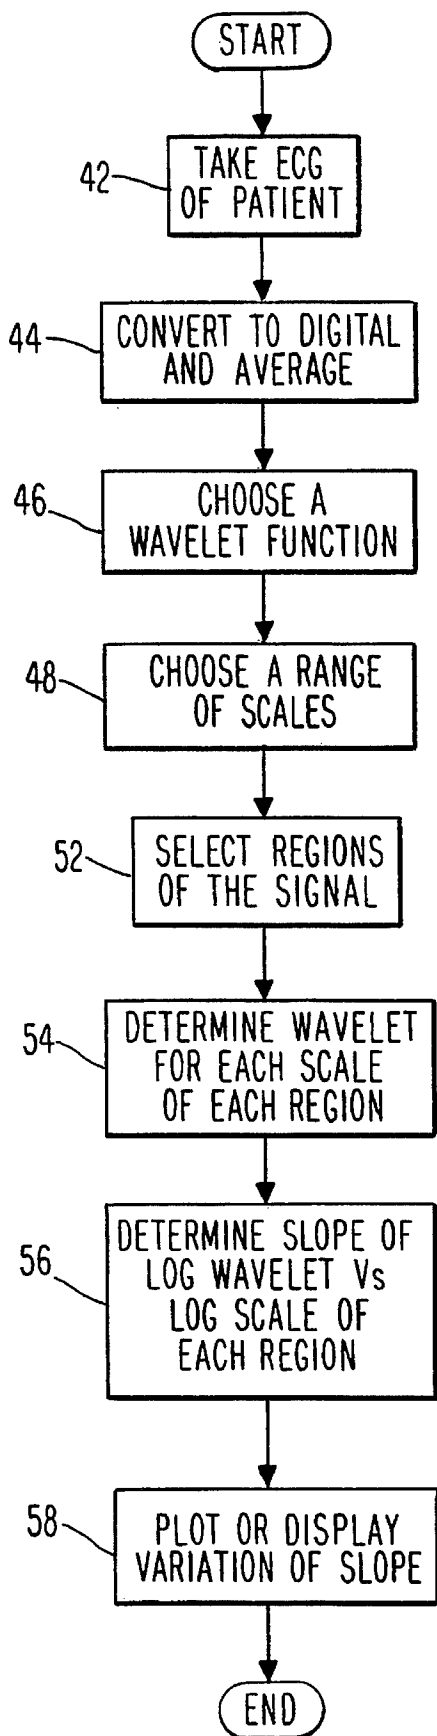 START
42
TAKE ECG
OF PATIENT
44
CONVERT TO DIGITAL
AND AVERAGE
46
CHOOSE A
WAVELET FUNCTION
48
CHOOSE A RANGE
OF SCALES
52
SELECT REGIONS
OF THE SIGNAL
54
DETERMINE WAVELET
FOR EACH SCALE
OF EACH REGION
56
DETERMINE SLOPE OF
LOG WAVELET Vs
LOG SCALE OF
EACH REGION
58
PLOT OR DISPLAY
VARIATION OF SLOPE
END